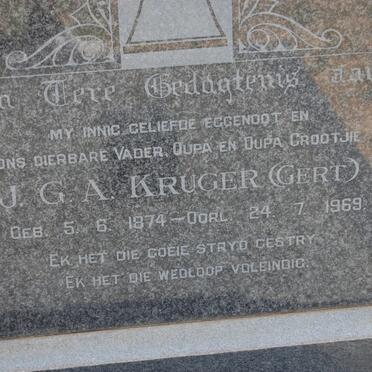 Tere Gedagtenis aan
MY INNIG GELIEFDE EGGENOOT EN
ONS DIERBARE VADER, OUPA EN OUPA GROOTJIE
J. G. A. KRUGER (GERT)
GEB. 5. 6. 1874 — OORL. 24. 7. 1969
EK HET DIE GOEIE STRYD GESTRY
EK HET DIE WEDLOOP VOLEINDIG.